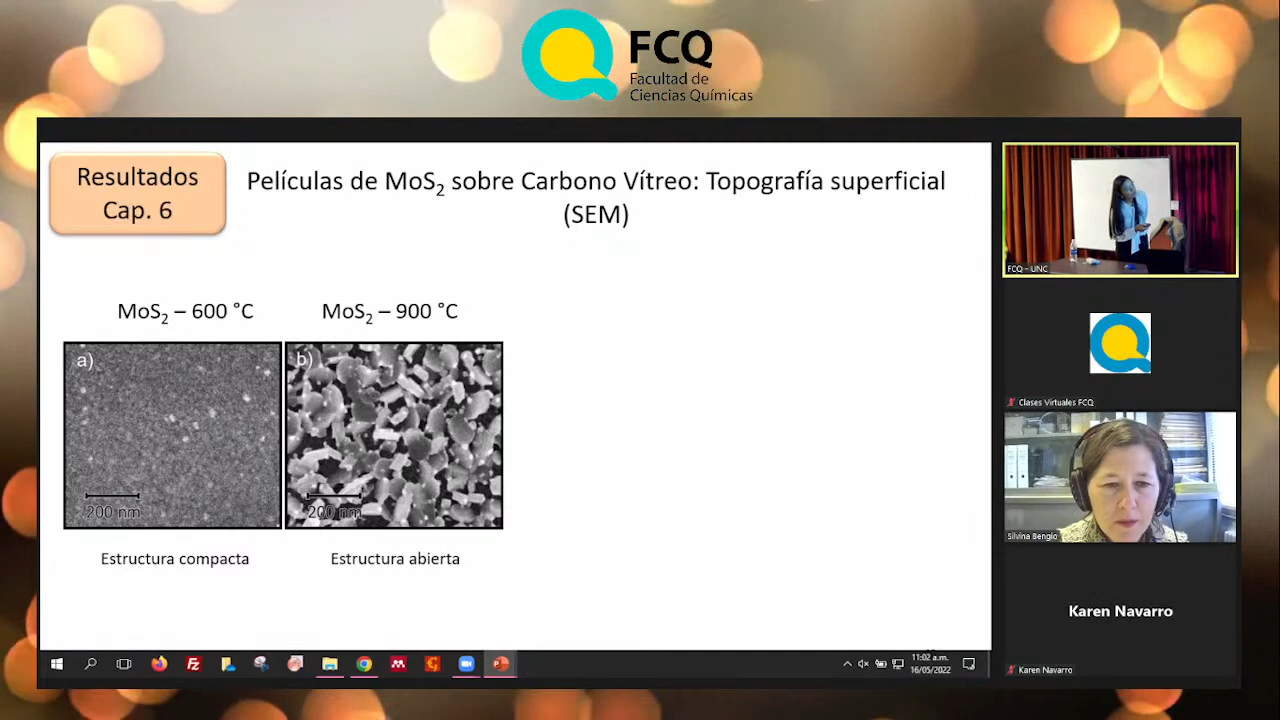 FCQ
Facultad de
Ciencias Químicas
Resultados
Cap. 6
Películas de MoS₂ sobre Carbono Vítreo: Topografía superficial
(SEM)
MoS₂ – 600 °C
MoS₂ – 900 °C
a)
b)
200 nm
200 nm
Estructura compacta
Estructura abierta
FCQ - UNC
Clases Virtuales FCQ
Silvina Bengio
Karen Navarro
Karen Navarro
11:02 a.m.
16/05/2022